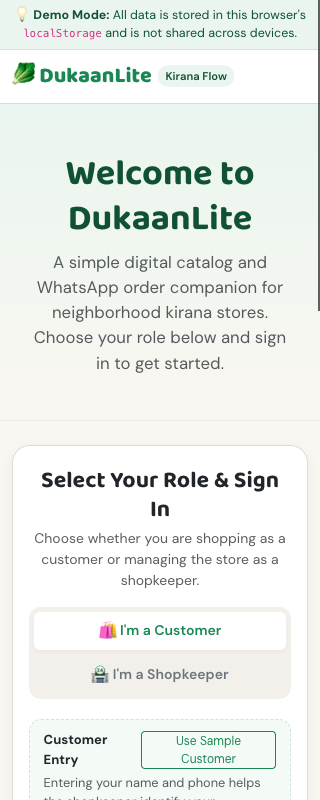 💡 Demo Mode: All data is stored in this browser's
localStorage and is not shared across devices.
🥬 DukaanLite Kirana Flow
Welcome to
DukaanLite
A simple digital catalog and
WhatsApp order companion for
neighborhood kirana stores.
Choose your role below and sign
in to get started.
Select Your Role & Sign
In
Choose whether you are shopping as a
customer or managing the store as a
shopkeeper.
🛍️ I'm a Customer
🏪 I'm a Shopkeeper
Customer
Entry
Use Sample
Customer
Entering your name and phone helps
the shopkeeper identify your